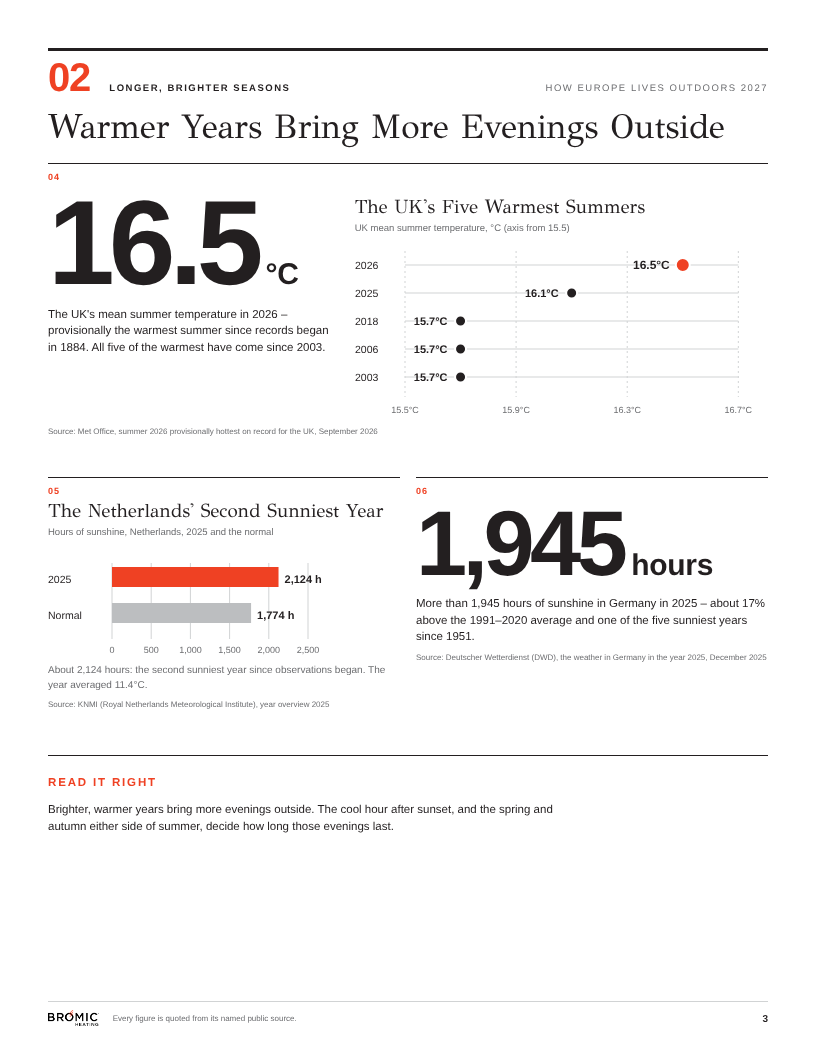 02 LONGER, BRIGHTER SEASONS
HOW EUROPE LIVES OUTDOORS 2027
Warmer Years Bring More Evenings Outside
04
16.5 °C
The UK's mean summer temperature in 2026 –
provisionally the warmest summer since records began
in 1884. All five of the warmest have come since 2003.
The UK's Five Warmest Summers
UK mean summer temperature, °C (axis from 15.5)
2026 16.5°C
2025 16.1°C
2018 15.7°C
2006 15.7°C
2003 15.7°C
15.5°C 15.9°C 16.3°C 16.7°C
Source: Met Office, summer 2026 provisionally hottest on record for the UK, September 2026
05
The Netherlands' Second Sunniest Year
Hours of sunshine, Netherlands, 2025 and the normal
2025 2,124 h
Normal 1,774 h
0 500 1,000 1,500 2,000 2,500
About 2,124 hours: the second sunniest year since observations began. The
year averaged 11.4°C.
Source: KNMI (Royal Netherlands Meteorological Institute), year overview 2025
06
1,945 hours
More than 1,945 hours of sunshine in Germany in 2025 – about 17%
above the 1991–2020 average and one of the five sunniest years
since 1951.
Source: Deutscher Wetterdienst (DWD), the weather in Germany in the year 2025, December 2025
READ IT RIGHT
Brighter, warmer years bring more evenings outside. The cool hour after sunset, and the spring and
autumn either side of summer, decide how long those evenings last.
BROMIC
HEATING
Every figure is quoted from its named public source.
3